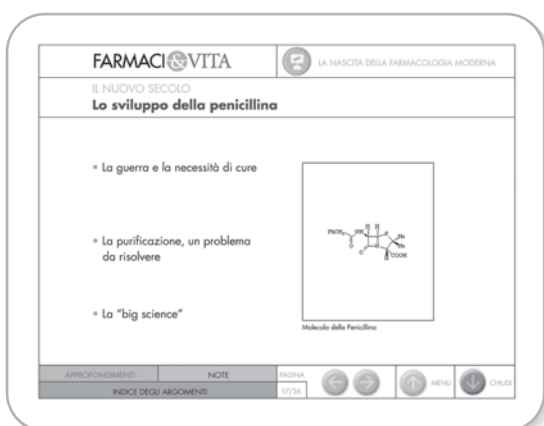 FARMACI&VITA
LA NASCITA DELLA FARMACOLOGIA MODERNA
IL NUOVO SECOLO
Lo sviluppo della penicillina
• La guerra e la necessità di cure
• La purificazione, un problema
da risolvere
• La "big science"
PhCH₂
NH
H H
S
Me
Me
O
O
N
H
COOH
Molecola della Penicillina
APPROFONDIMENTI
NOTE
PAGINA
INDICE DEGLI ARGOMENTI
17/36
MENU
CHIUDI